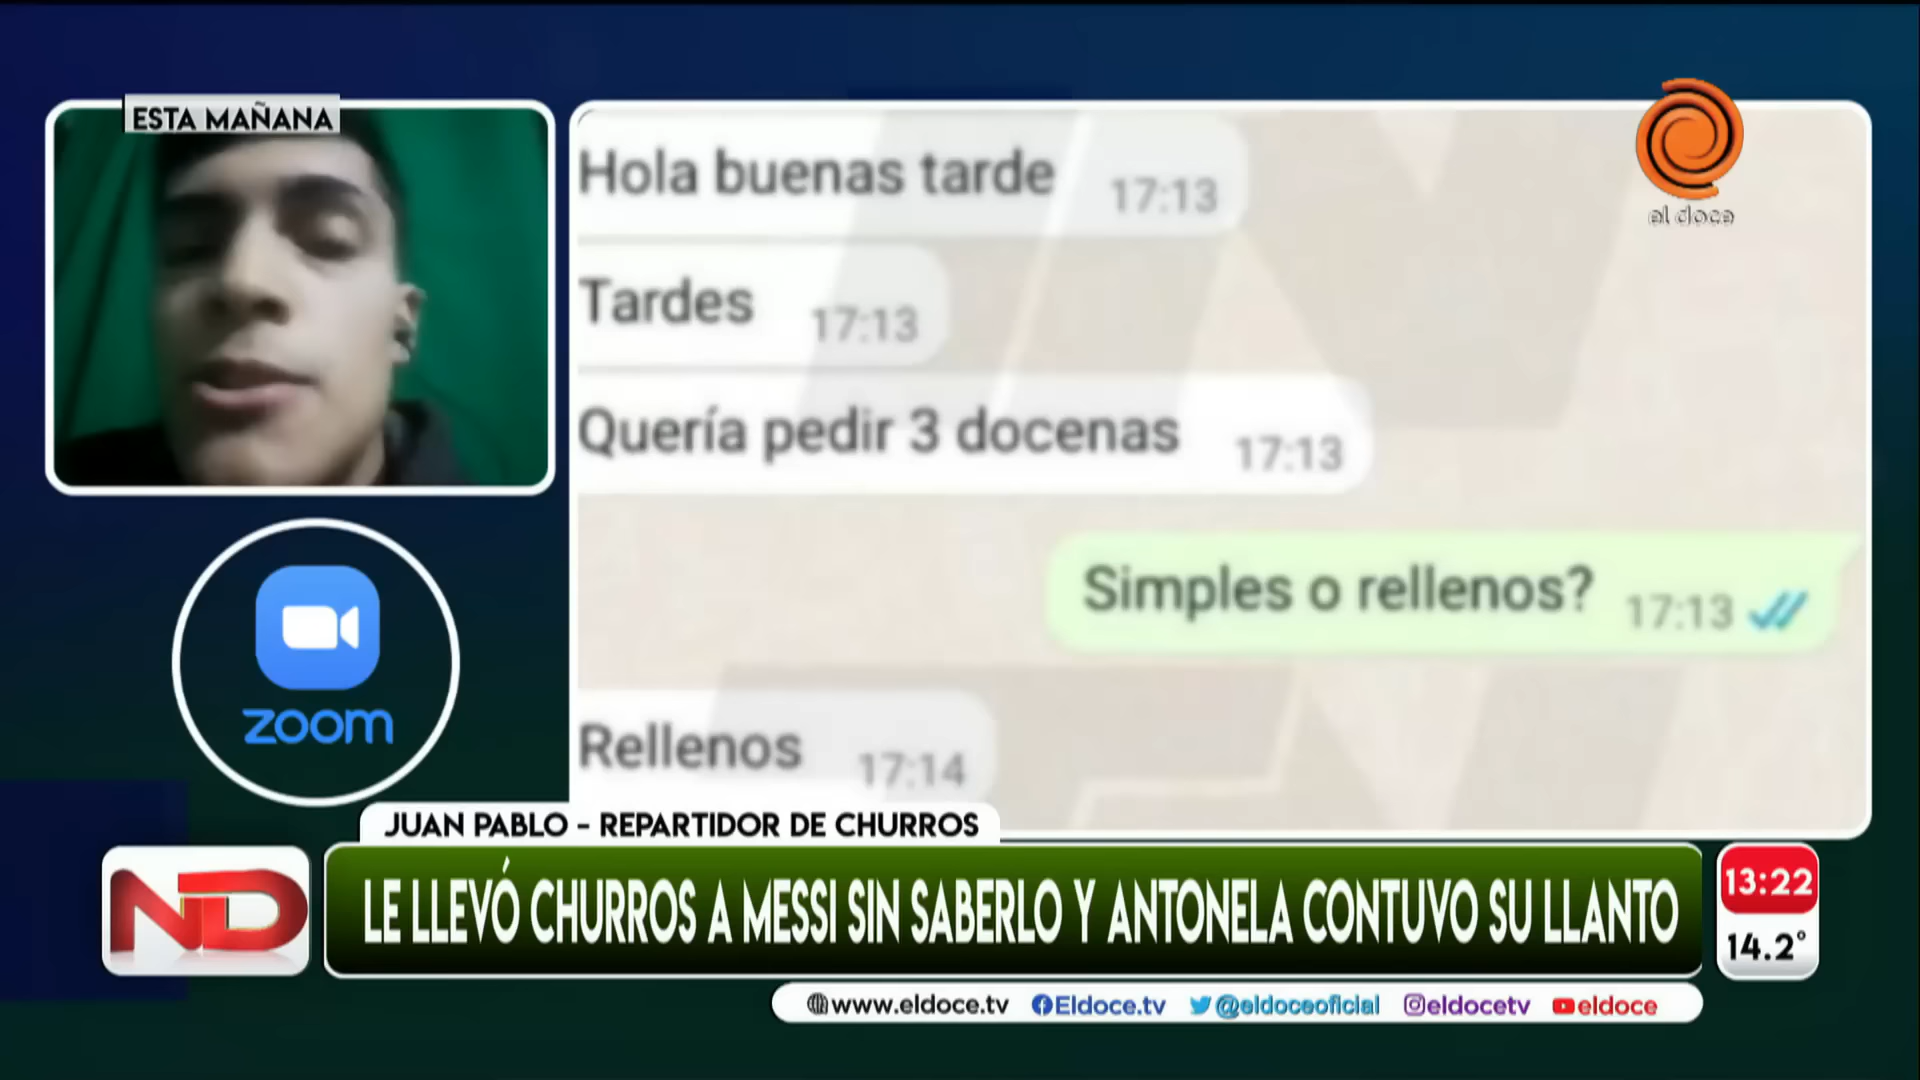 ESTA MAÑANA
Hola buenas tarde 17:13
Tardes 17:13
Quería pedir 3 docenas 17:13
Simples o rellenos? 17:13
Rellenos 17:14
el doce
zoom
JUAN PABLO - REPARTIDOR DE CHURROS
ND
LE LLEVÓ CHURROS A MESSI SIN SABERLO Y ANTONELA CONTUVO SU LLANTO
13:22
14.2°
www.eldoce.tv Eldoce.tv @eldoceoficial eldocetv eldoce